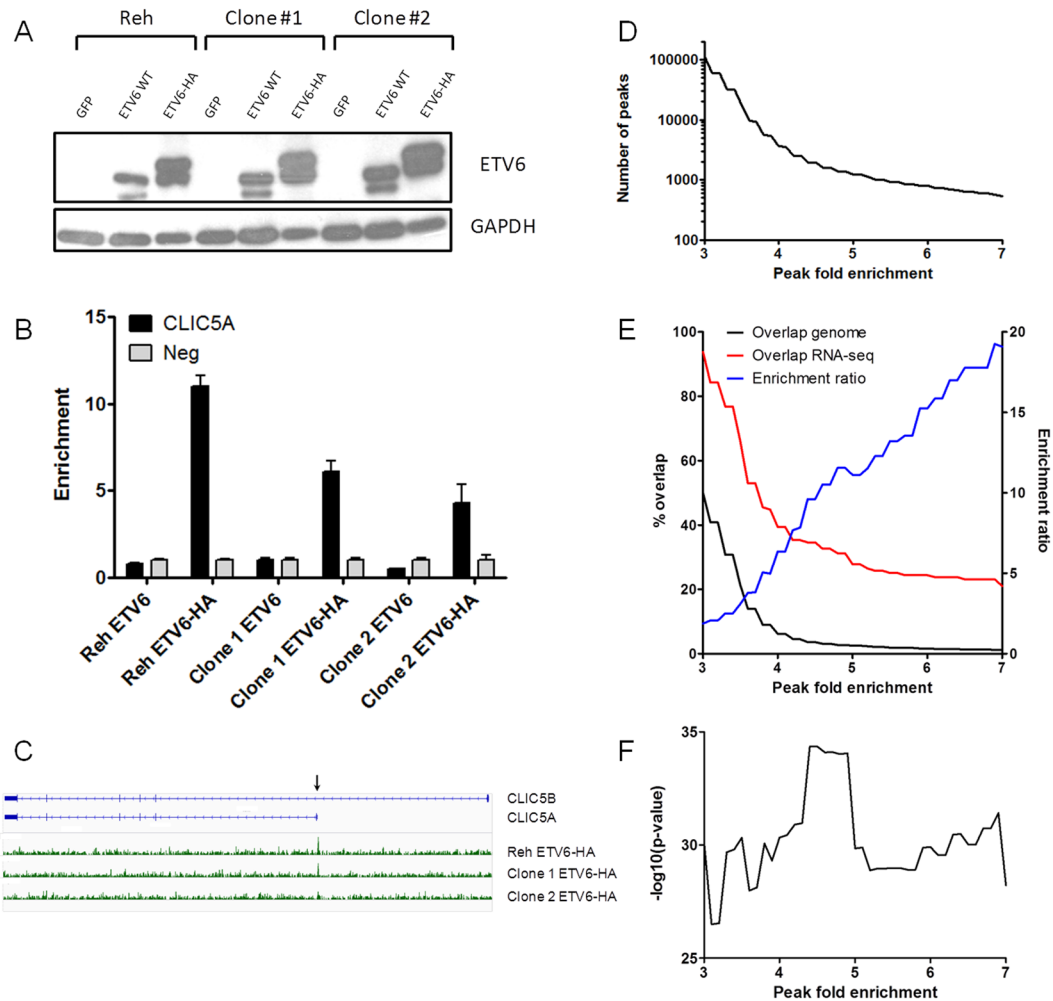 A
Reh
Clone #1
Clone #2
GFP
ETV6 WT
ETV6-HA
GFP
ETV6 WT
ETV6-HA
GFP
ETV6 WT
ETV6-HA
ETV6
GAPDH
B
15
10
5
0
Enrichment
CLIC5A
Neg
Reh ETV6
Reh ETV6-HA
Clone 1 ETV6
Clone 1 ETV6-HA
Clone 2 ETV6
Clone 2 ETV6-HA
C
CLIC5B
CLIC5A
Reh ETV6-HA
Clone 1 ETV6-HA
Clone 2 ETV6-HA
D
Number of peaks
100000
10000
1000
100
3 4 5 6 7
Peak fold enrichment
E
Overlap genome
Overlap RNA-seq
Enrichment ratio
% overlap
100
80
60
40
20
0
Enrichment ratio
20
15
10
5
0
3 4 5 6 7
Peak fold enrichment
F
-log10(p-value)
35
30
25
3 4 5 6 7
Peak fold enrichment